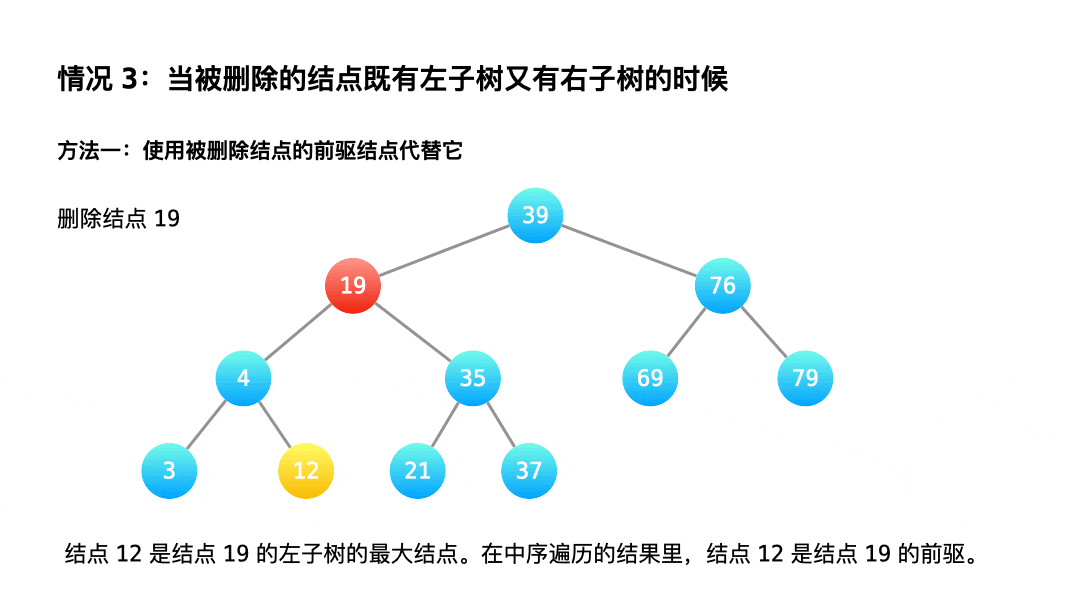 情况 3：当被删除的结点既有左子树又有右子树的时候
方法一：使用被删除结点的前驱结点代替它
删除结点 19
39
19
76
4
35
69
79
3
12
21
37
结点 12 是结点 19 的左子树的最大结点。在中序遍历的结果里，结点 12 是结点 19 的前驱。